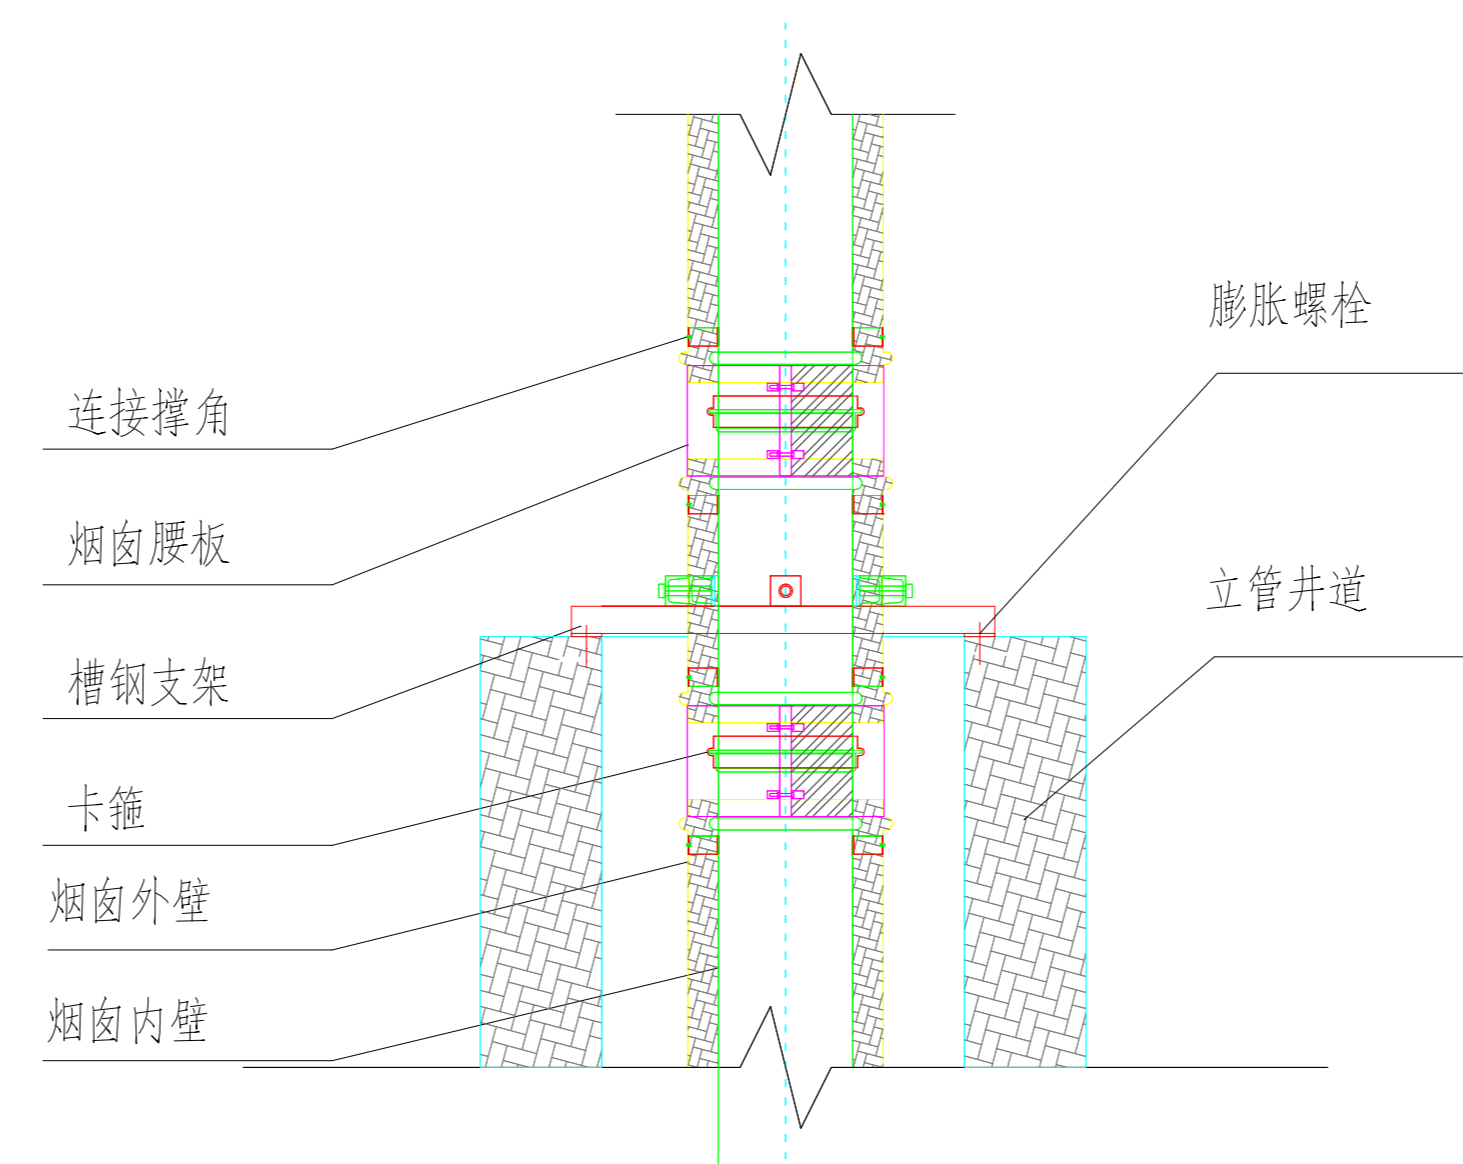 膨胀螺栓
连接撑角
烟囱腰板
立管井道
槽钢支架
卡箍
烟囱外壁
烟囱内壁